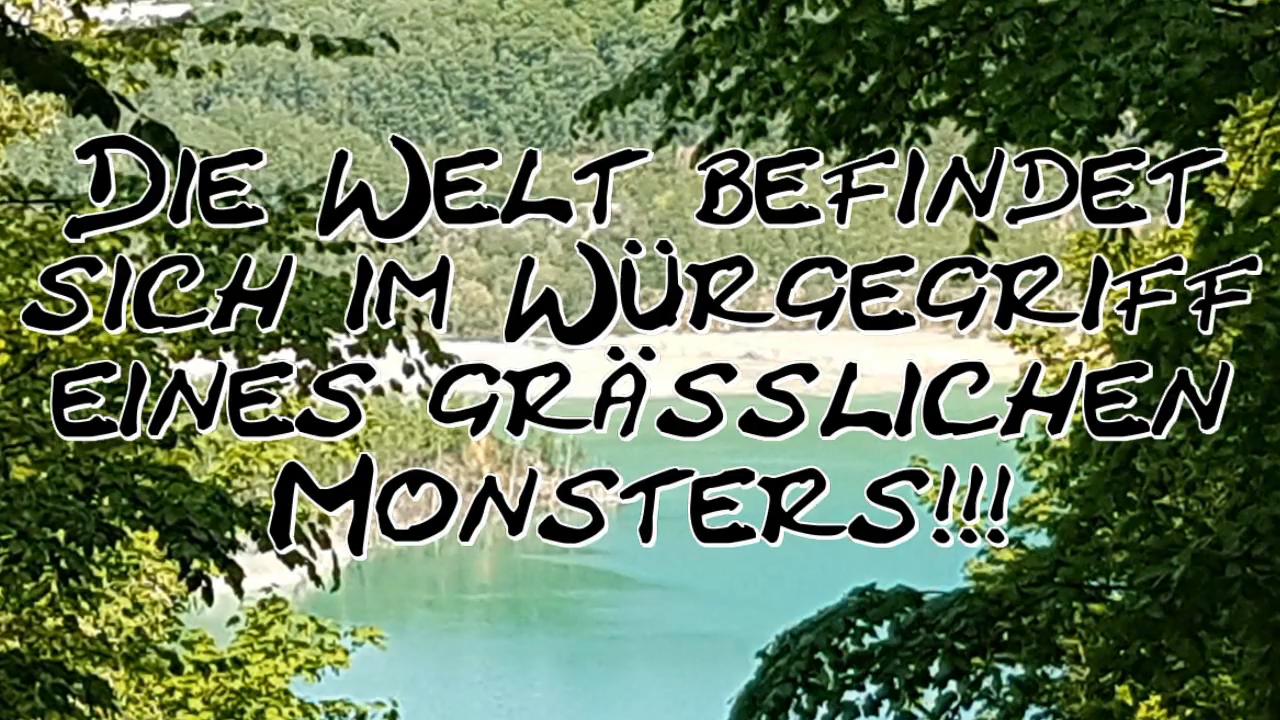 Die Welt befindet
sich im Würgegriff
eines grässlichen
Monsters!!!